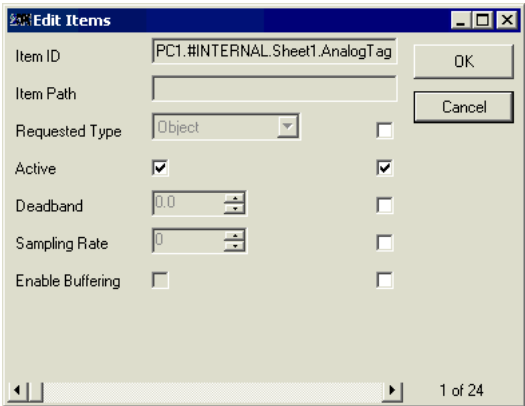 Edit Items
Item ID PC1.#INTERNAL.Sheet1.AnalogTag
OK
Item Path
Cancel
Requested Type Object
Active
Deadband 0.0
Sampling Rate 0
Enable Buffering
1 of 24